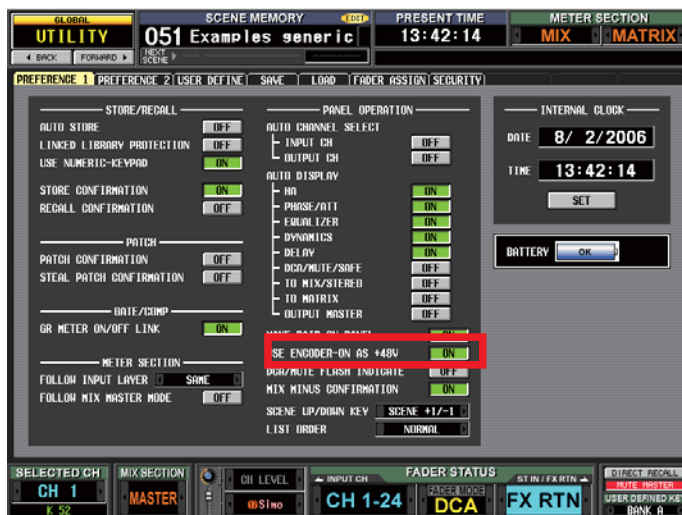 GLOBAL
UTILITY
BACK FORWARD
SCENE MEMORY EDIT
051 Examples generic
NEXT SCENE
PRESENT TIME
13:42:14
METER SECTION
MIX MATRIX
PREFERENCE 1 PREFERENCE 2 USER DEFINE SAVE LOAD FADER ASSIGN SECURITY
STORE/RECALL
AUTO STORE OFF
LINKED LIBRARY PROTECTION OFF
USE NUMERIC-KEYPAD ON
STORE CONFIRMATION ON
RECALL CONFIRMATION OFF
PATCH
PATCH CONFIRMATION OFF
STEAL PATCH CONFIRMATION OFF
GATE/COMP
GR METER ON/OFF LINK ON
METER SECTION
FOLLOW INPUT LAYER SAME
FOLLOW MIX MASTER MODE OFF
PANEL OPERATION
AUTO CHANNEL SELECT
INPUT CH OFF
OUTPUT CH OFF
AUTO DISPLAY
HA ON
PHASE/ATT ON
EQUALIZER ON
DYNAMICS ON
DELAY ON
DCA/MUTE/SAFE OFF
TO MIX/STEREO OFF
TO MATRIX OFF
OUTPUT MASTER OFF
PAIR ON PANEL ON
SE ENCODER-ON AS +48V ON
DCA/MUTE FLASH INDICATE OFF
MIX MINUS CONFIRMATION ON
SCENE UP/DOWN KEY SCENE +1/-1
LIST ORDER NORMAL
INTERNAL CLOCK
DATE 8/ 2/2006
TIME 13:42:14
SET
BATTERY OK
SELECTED CH
CH 1
K 52
MIX SECTION
MASTER
CH LEVEL
Simo
FADER STATUS
INPUT CH
CH 1-24
FADER MODE
DCA
ST IN / FX RTN
FX RTN
DIRECT RECALL
MUTE MASTER
USER DEFINED KEY
BANK A